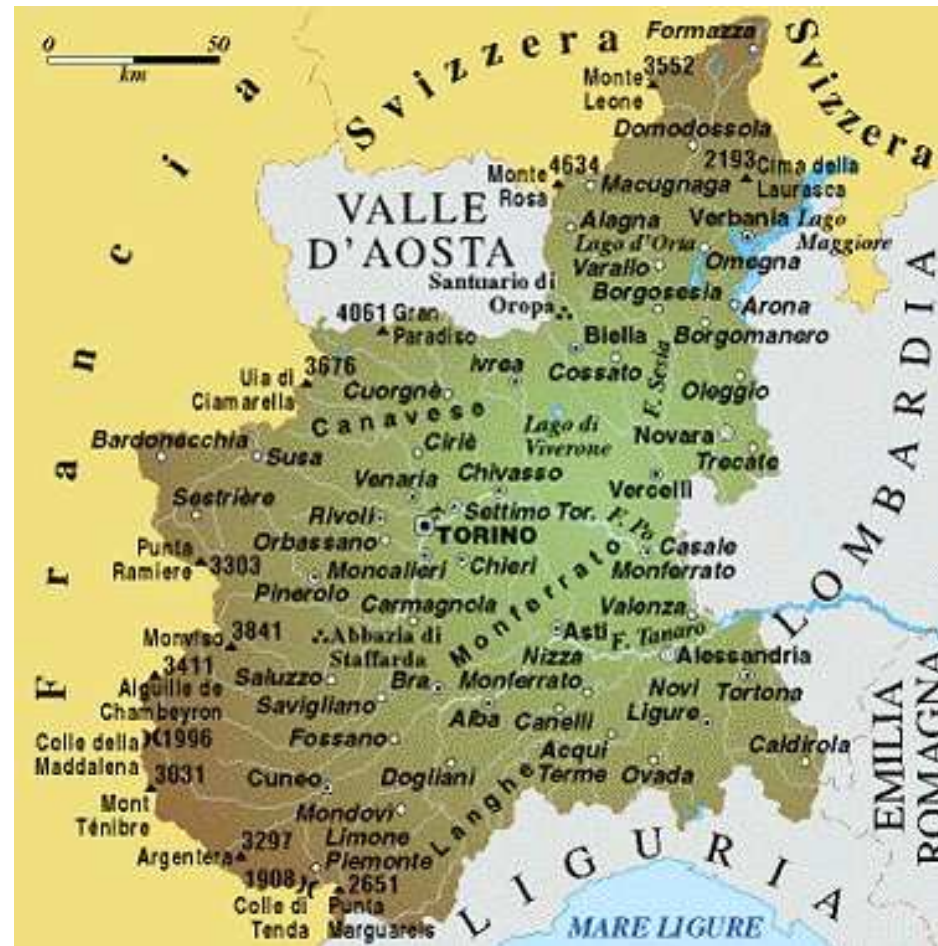 0 50
km
Francia
Svizzera
Svizzera
Formazza
3552
Monte
Leone
Domodossola
2193 Cima della
Laurasca
Monte 4634
Rosa
Macugnaga
VALLE
D'AOSTA
Alagna
Verbania
Lago
Maggiore
Lago d'Orta
Omegna
Varallo
Santuario di
Oropa
Borgosesia
Arona
4061 Gran
Paradiso
Biella
Borgomanero
Ivrea
Cossato
F. Sesia
3676
Uia di
Ciamarella
Cuorgnè
Oleggio
Canavese
Lago di
Viverone
Novara
Bardonecchia
Susa
Ciriè
Trecate
Venaria
Chivasso
Vercelli
Sestrière
Rivoli
Settimo Tor.
F. Po
TORINO
Orbassano
Casale
Monferrato
Punta
Ramiere 3303
Moncalieri
Chieri
Pinerolo
Monferrato
Carmagnola
Valenza
LOMBARDIA
Monviso 3841
Abbazia di
Staffarda
Asti
F. Tanaro
Alessandria
3411
Aiguille de
Chambeyron
Saluzzo
Bra
Nizza
Monferrato
Novi
Ligure
Tortona
Savigliano
Alba
Canelli
Colle della
Maddalena
1996
Fossano
Acqui
Terme
Ovada
Caldirola
EMILIA
ROMAGNA
3031
Mont
Ténibre
Cuneo
Dogliani
Langhe
Mondovì
3297
Argentera
Limone
Piemonte
LIGURIA
1908
Colle di
Tenda
2651
Punta
Marguareis
MARE LIGURE